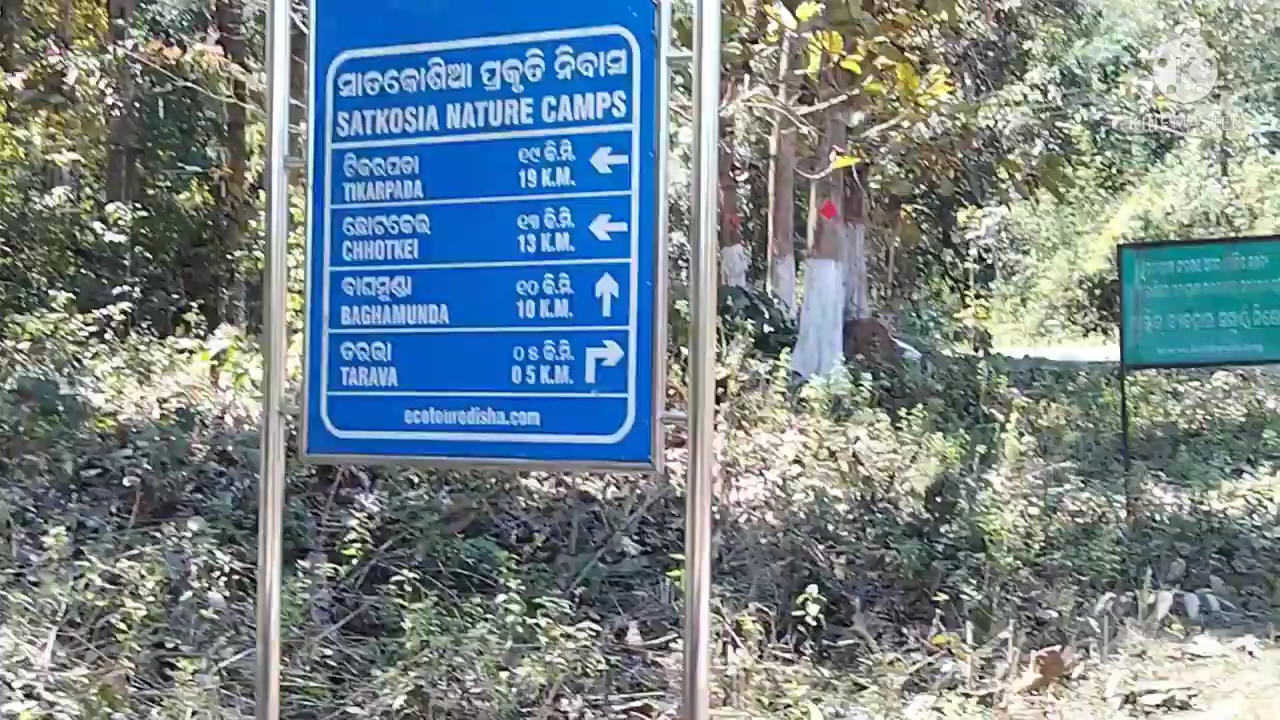 ସାତକୋଶିଆ ପ୍ରକୃତି ନିବାସ
SATKOSIA NATURE CAMPS
ଟିକରପଡା ୧୯ କି.ମି.
TIKARPADA 19 K.M.
ଛୋଟକେଇ ୧୩ କି.ମି.
CHHOTKEI 13 K.M.
ବାଘମୁଣ୍ଡା ୧୦ କି.ମି.
BAGHAMUNDA 10 K.M.
ତରଭା ୦୫ କି.ମି.
TARAVA 05 K.M.
ecotourodisha.com
KINEMASTER